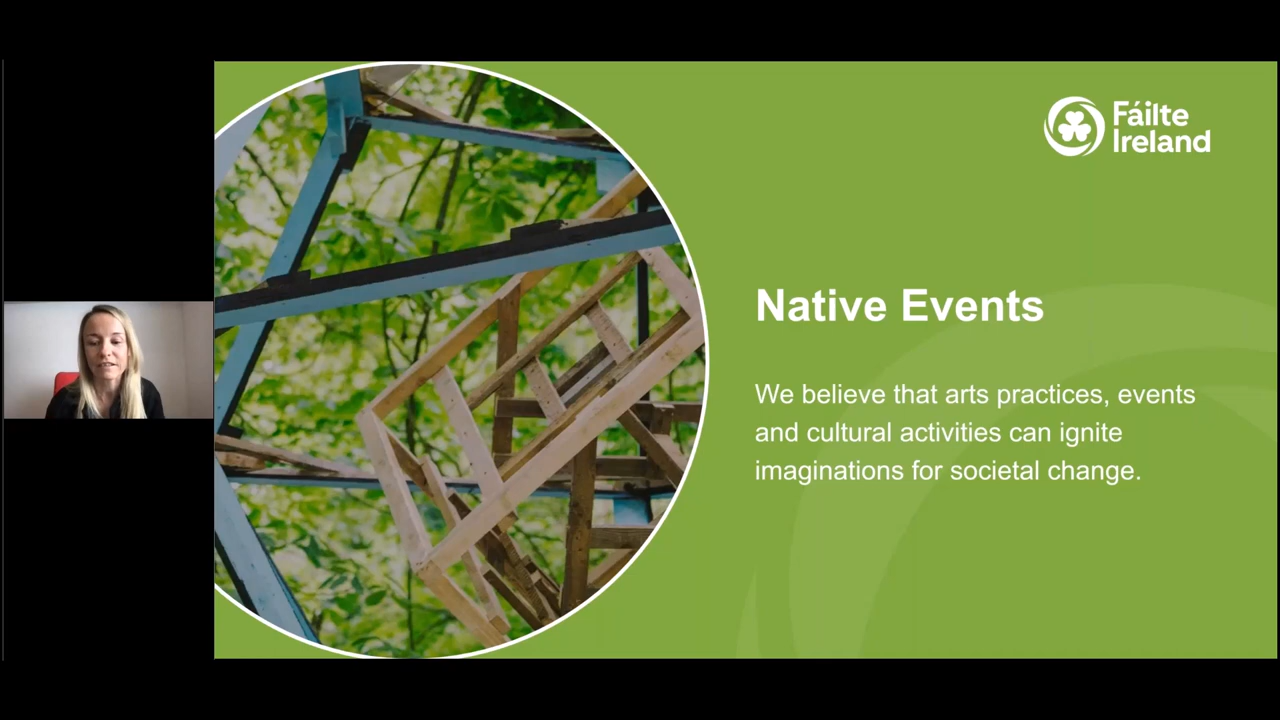 Fáilte
Ireland
Native Events
We believe that arts practices, events
and cultural activities can ignite
imaginations for societal change.